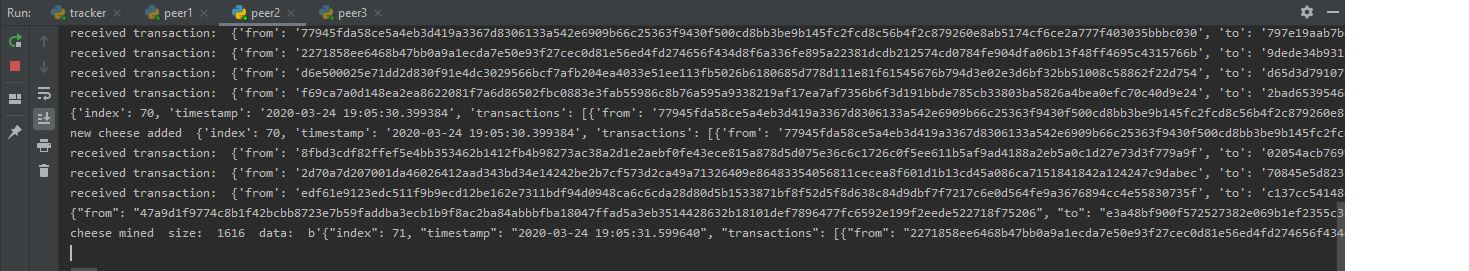 Run: tracker × peer1 × peer2 × peer3 ×
received transaction: {'from': '77945fda58ce5a4eb3d419a3367d8306133a542e6909b66c25363f9430f500cd8bb3be9b145fc2fcd8c56b4f2c879260e8ab5174cf6ce2a777f403035bbbc030', 'to': '797e19aab7b
received transaction: {'from': '2271858ee6468b47bb0a9a1ecda7e50e93f27cec0d81e56ed4fd274656f434d8f6a336fe895a22381dcdb212574cd0784fe904dfa06b13f48ff4695c4315766b', 'to': '9dede34b931
received transaction: {'from': 'd6e500025e71dd2d830f91e4dc3029566bcf7afb204ea4033e51ee113fb5026b6180685d778d111e81f61545676b794d3e02e3d6bf32bb51008c58862f22d754', 'to': 'd65d3d79107
received transaction: {'from': 'f69ca7a0d148ea2ea8622081f7a6d86502fbc0883e3fab55986c8b76a595a9338219af17ea7af7356b6f3d191bbde785cb33803ba5826a4bea0efc70c40d9e24', 'to': '2bad6539546
{'index': 70, 'timestamp': '2020-03-24 19:05:30.399384', 'transactions': [{'from': '77945fda58ce5a4eb3d419a3367d8306133a542e6909b66c25363f9430f500cd8bb3be9b145fc2fcd8c56b4f2c879260e8
new cheese added {'index': 70, 'timestamp': '2020-03-24 19:05:30.399384', 'transactions': [{'from': '77945fda58ce5a4eb3d419a3367d8306133a542e6909b66c25363f9430f500cd8bb3be9b145fc2fc
received transaction: {'from': '8fbd3cdf82ffef5e4bb353462b1412fb4b98273ac38a2d1e2aebf0fe43ece815a878d5d075e36c6c1726c0f5ee611b5af9ad4188a2eb5a0c1d27e73d3f779a9f', 'to': '02054acb769
received transaction: {'from': '2d70a7d207001da46026412aad343bd34e14242be2b7cf573d2ca49a71326409e86483354056811cecea8f601d1b13cd45a086ca7151841842a124247c9dabec', 'to': '70845e5d823
received transaction: {'from': 'edf61e9123edc511f9b9ecd12be162e7311bdf94d0948ca6c6cda28d80d5b1533871bf8f52d5f8d638c84d9dbf7f7217c6e0d564fe9a3676894cc4e55830735f', 'to': 'c137cc54148
{"from": "47a9d1f9774c8b1f42bcbb8723e7b59faddba3ecb1b9f8ac2ba84abbbfba18047ffad5a3eb3514428632b18101def7896477fc6592e199f2eede522718f75206", "to": "e3a48bf900f572527382e069b1ef2355c3
cheese mined size: 1616 data: b'{"index": 71, "timestamp": "2020-03-24 19:05:31.599640", "transactions": [{"from": "2271858ee6468b47bb0a9a1ecda7e50e93f27cec0d81e56ed4fd274656f434